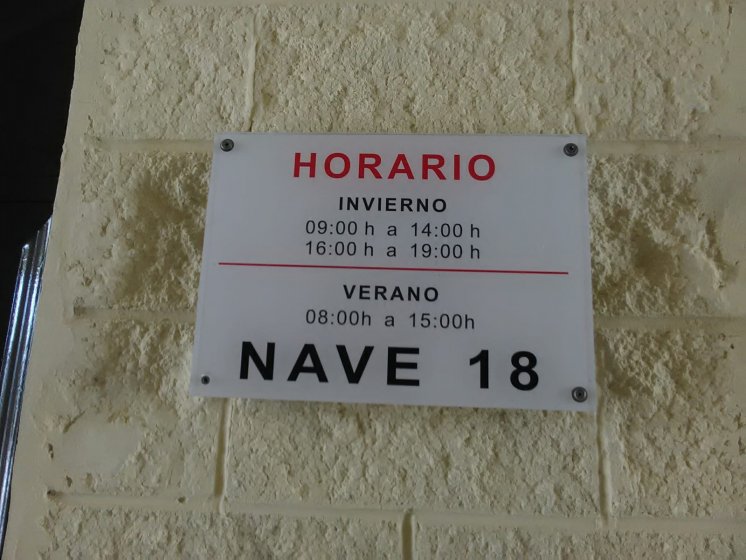 HORARIO
INVIERNO
09:00 h a 14:00 h
16:00 h a 19:00 h
VERANO
08:00h a 15:00h
NAVE 18